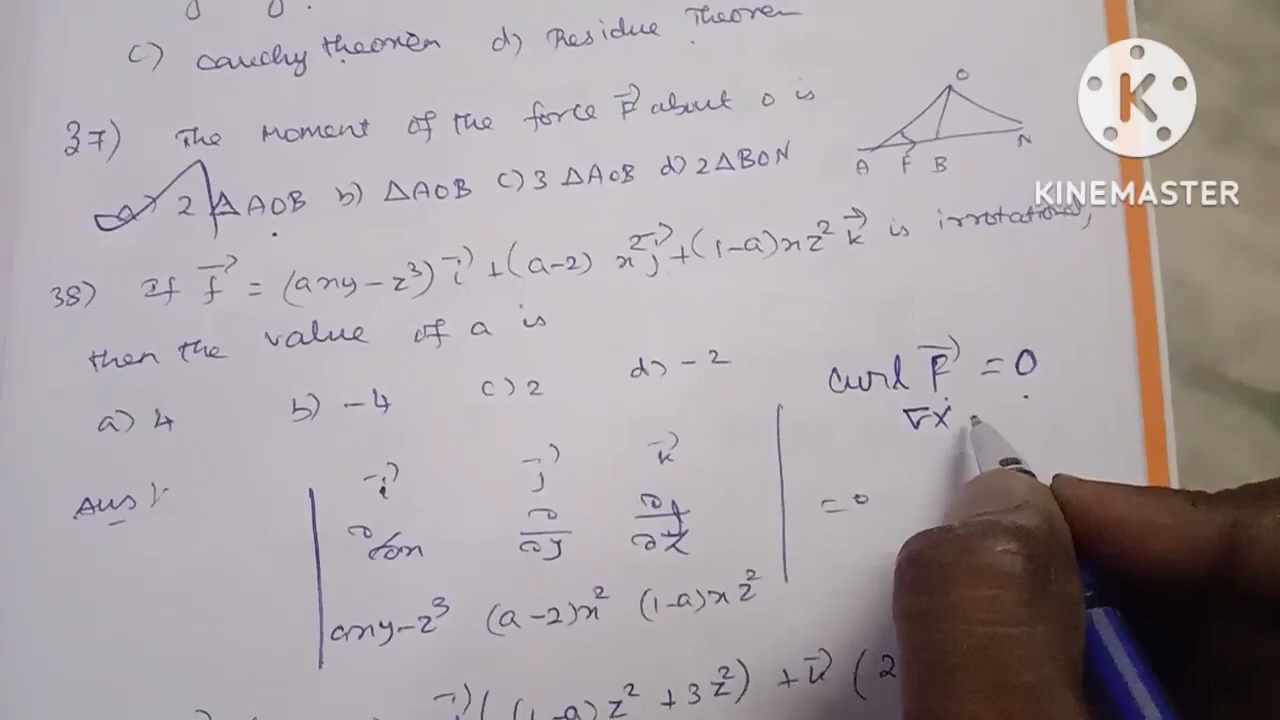 c) Cauchy theorem d) Residue Theorem
37) The Moment of the force F⃗ about o is
a) 2 ΔAOB b) ΔAOB c) 3 ΔAOB d) 2 ΔBON
O
A F B N
K
KINEMASTER
38) If f⃗ = (axy - z³) i⃗ + (a-2) x² j⃗ + (1-a) x z² k⃗ is irrotational,
then the value of a is
a) 4 b) -4 c) 2 d) -2
curl F⃗ = 0
∇x
Ans:
i⃗ j⃗ k⃗
∂/∂x ∂/∂y ∂/∂z = 0
axy - z³ (a-2)x² (1-a)x z²
j⃗ ((1-a) z² + 3z²) + k⃗ (2